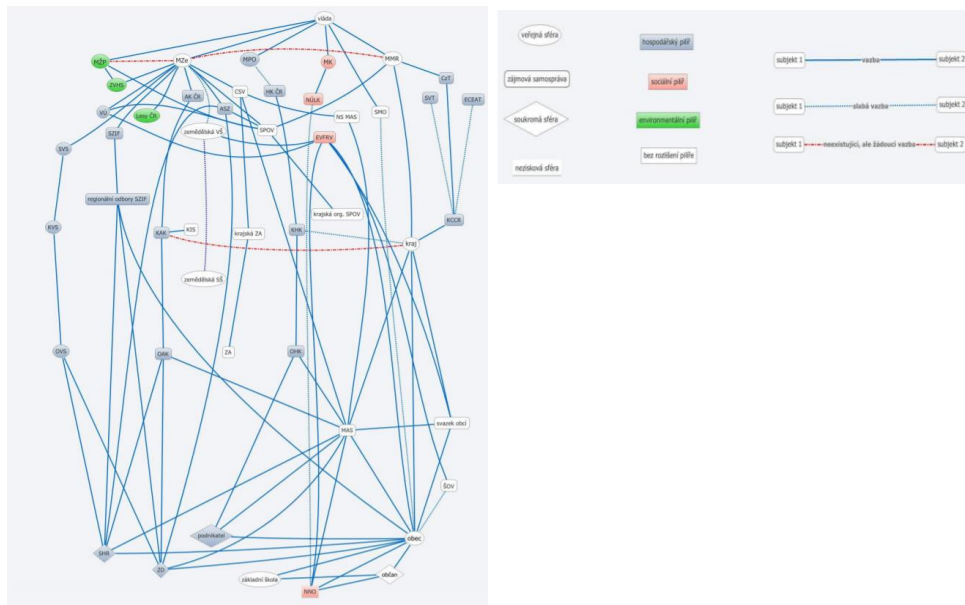 vláda
MŽP
MZe
MPO
MK
MMR
ZVHS
AK ČR
CSV
HK ČR
NÚLK
CzT
SVT
ECEAT
VÚ
Lesy ČR
ASZ
SZIF
zemědělská VŠ
SPOV
NS MAS
SMO
EVFRV
SVS
regionální odbory SZIF
krajská org. SPOV
KVS
KAK
KIS
krajská ZA
KHK
kraj
KCCR
zemědělská SŠ
OVS
OAK
ZA
OHK
MAS
svazek obcí
ŠOV
podnikatel
obec
SHR
ZD
základní škola
občan
NNO
veřejná sféra
zájmová samospráva
soukromá sféra
nezisková sféra
hospodářský pilíř
sociální pilíř
environmentální pilíř
bez rozlišení pilíře
subjekt 1 vazba subjekt 2
subjekt 1 slabá vazba subjekt 2
subjekt 1 neexistující, ale žádoucí vazba subjekt 2